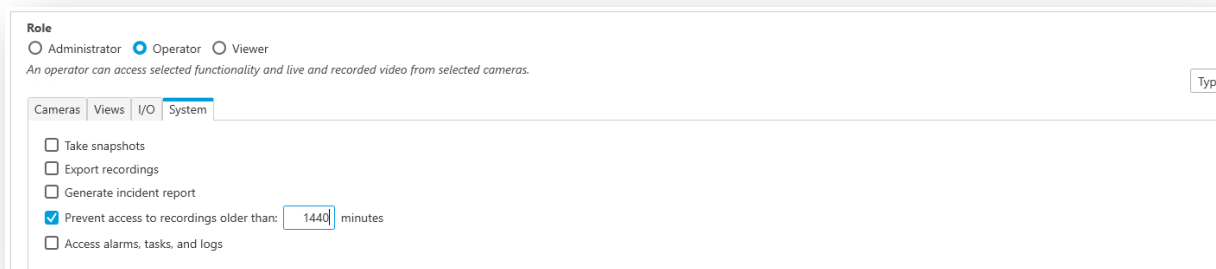 Role
Administrator Operator Viewer
An operator can access selected functionality and live and recorded video from selected cameras.
Typ
Cameras Views I/O System
Take snapshots
Export recordings
Generate incident report
Prevent access to recordings older than: 1440 minutes
Access alarms, tasks, and logs